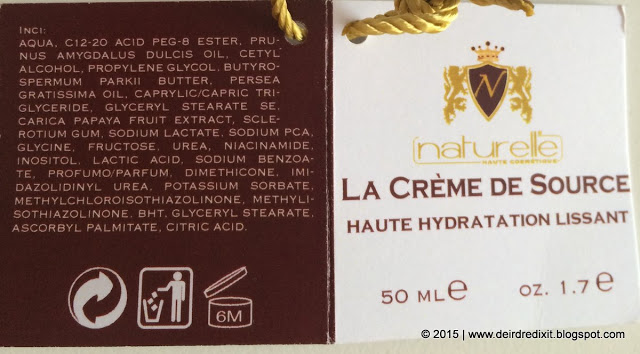 INCI:
AQUA, C12-20 ACID PEG-8 ESTER, PRU-
NUS AMYGDALUS DULCIS OIL, CETYL
ALCOHOL, PROPYLENE GLYCOL, BUTYRO-
SPERMUM PARKII BUTTER, PERSEA
GRATISSIMA OIL, CAPRYLIC/CAPRIC TRI-
GLYCERIDE, GLYCERYL STEARATE SE,
CARICA PAPAYA FRUIT EXTRACT, SCLE-
ROTIUM GUM, SODIUM LACTATE, SODIUM PCA,
GLYCINE, FRUCTOSE, UREA, NIACINAMIDE,
INOSITOL, LACTIC ACID, SODIUM BENZOA-
TE, PROFUMO/PARFUM, DIMETHICONE, IMI-
DAZOLIDINYL UREA, POTASSIUM SORBATE,
METHYLCHLOROISOTHIAZOLINONE, METHYLI-
SOTHIAZOLINONE, BHT, GLYCERYL STEARATE,
ASCORBYL PALMITATE, CITRIC ACID.
6M
N
naturelle
HAUTE COSMÉTIQUE
LA CRÈME DE SOURCE
HAUTE HYDRATATION LISSANT
50 ML℮ OZ. 1.7℮
© 2015 | www.deirdredixit.blogspot.com